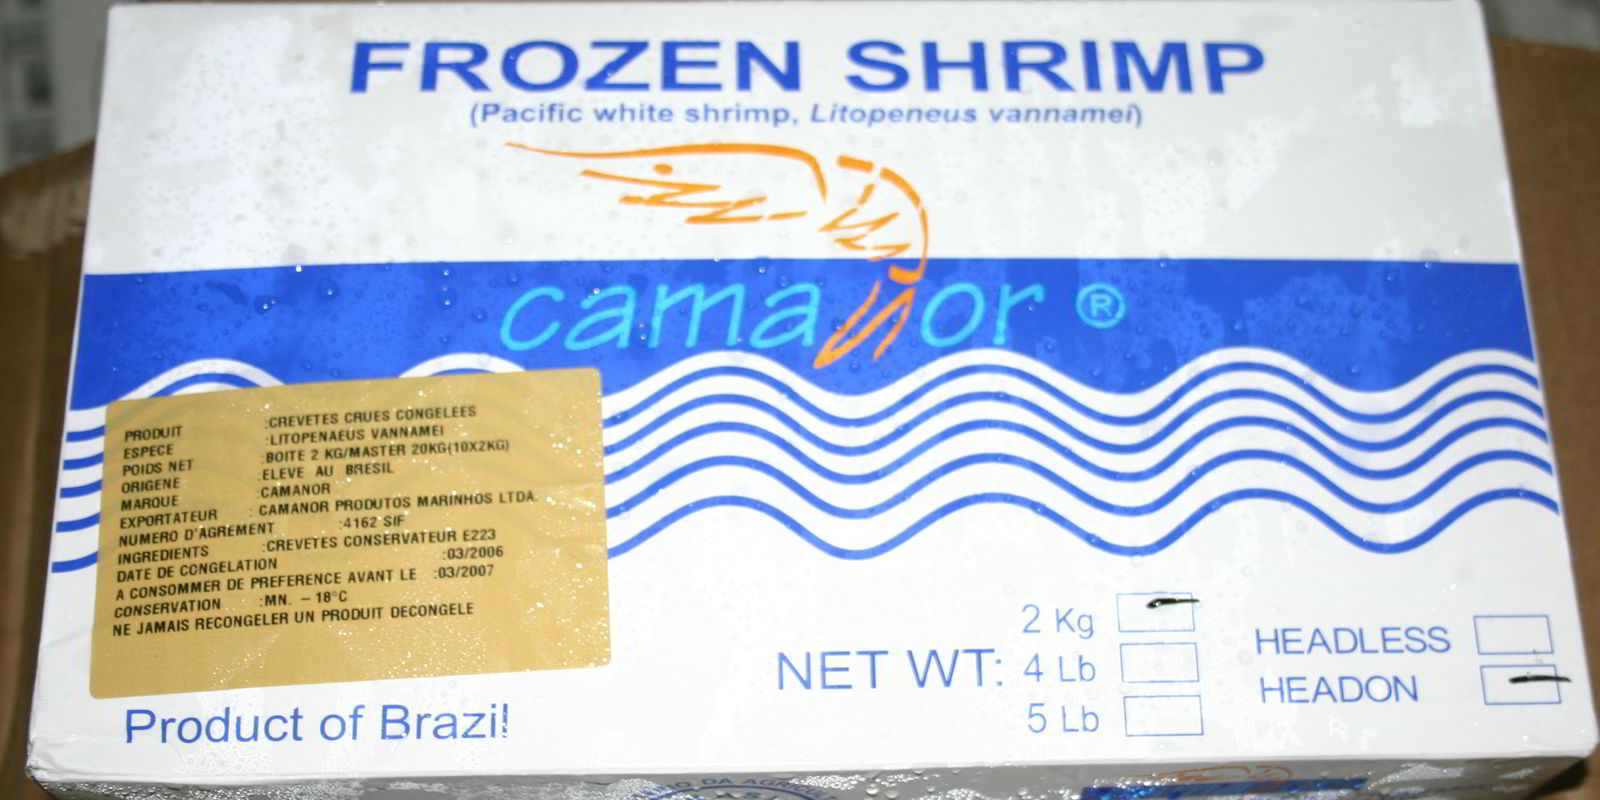 FROZEN SHRIMP
(Pacific white shrimp, Litopeneus vannamei)
camanor ®
PRODUIT :CREVETES CRUES CONGELEES
ESPECE :LITOPENAEUS VANNAMEI
POIDS NET :BOITE 2 KG/MASTER 20KG(10X2KG)
ORIGENE :ELEVE AU BRESIL
MARQUE :CAMANOR
EXPORTATEUR : CAMANOR PRODUTOS MARINHOS LTDA.
NUMERO D'AGREMENT :4162 SIF
INGREDIENTS :CREVETES CONSERVATEUR E223
DATE DE CONGELATION :03/2006
A CONSOMMER DE PREFERENCE AVANT LE :03/2007
CONSERVATION :MN. -18°C
NE JAMAIS RECONGELER UN PRODUIT DECONGELE
NET WT: 2 Kg
4 Lb
5 Lb
HEADLESS
HEADON
Product of Brazil
DA